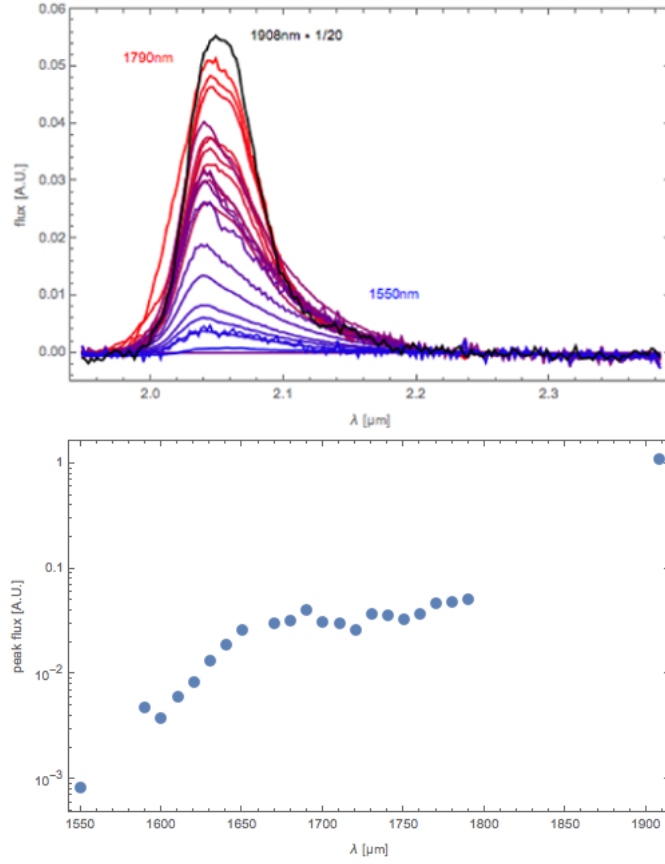 0.06
1908nm * 1/20
1790nm
0.05
0.04
flux [A.U.]
0.03
0.02
1550nm
0.01
0.00
2.0 2.1 2.2 2.3
λ [μm]
1
0.1
peak flux [A.U.]
10⁻²
10⁻³
1550 1600 1650 1700 1750 1800 1850 1900
λ [μm]